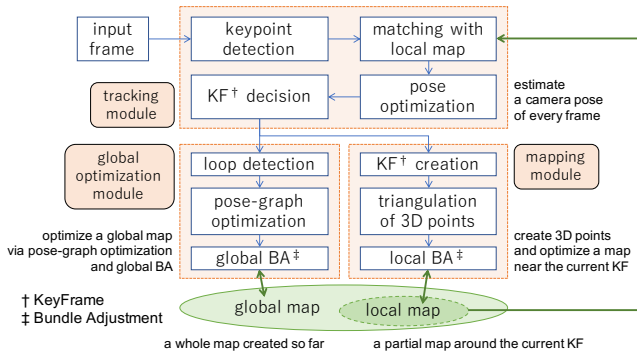 input
frame
keypoint
detection
matching with
local map
tracking
module
KF† decision
pose
optimization
estimate
a camera pose
of every frame
global
optimization
module
loop detection
KF† creation
mapping
module
pose-graph
optimization
triangulation
of 3D points
optimize a global map
via pose-graph optimization
and global BA
global BA‡
local BA‡
create 3D points
and optimize a map
near the current KF
† KeyFrame
‡ Bundle Adjustment
global map
local map
a whole map created so far
a partial map around the current KF